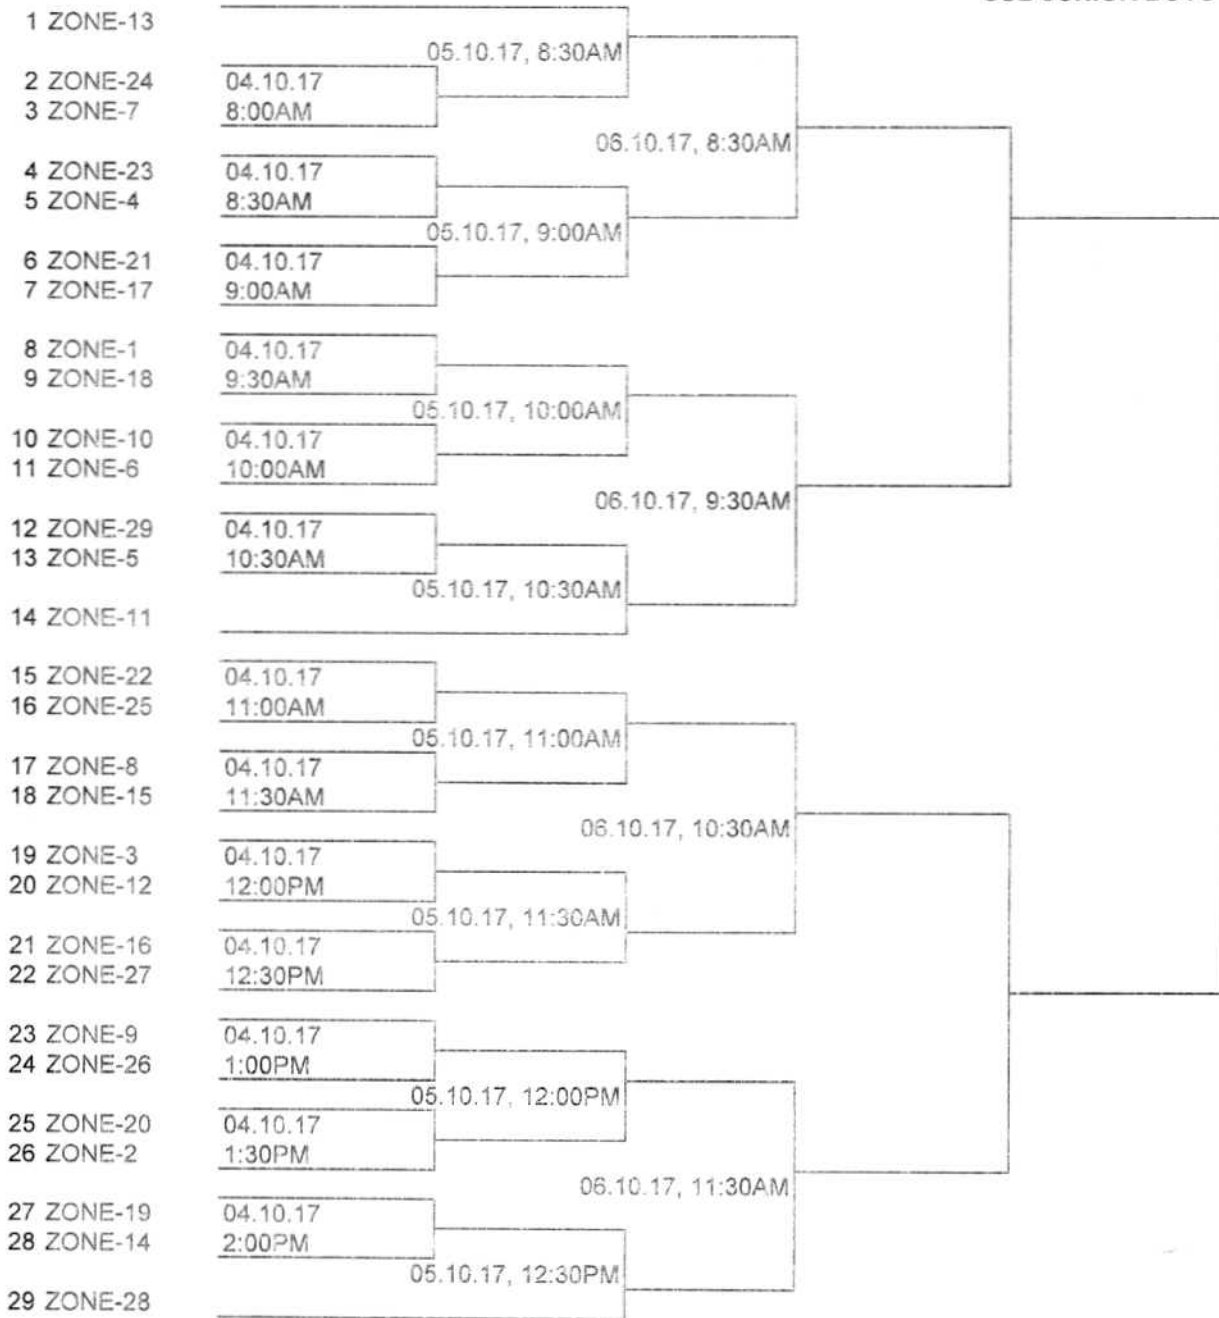 1 ZONE-13
05.10.17, 8:30AM
2 ZONE-24 04.10.17
3 ZONE-7 8:00AM
06.10.17, 8:30AM
4 ZONE-23 04.10.17
5 ZONE-4 8:30AM
05.10.17, 9:00AM
6 ZONE-21 04.10.17
7 ZONE-17 9:00AM
8 ZONE-1 04.10.17
9 ZONE-18 9:30AM
05.10.17, 10:00AM
10 ZONE-10 04.10.17
11 ZONE-6 10:00AM
06.10.17, 9:30AM
12 ZONE-29 04.10.17
13 ZONE-5 10:30AM
05.10.17, 10:30AM
14 ZONE-11
15 ZONE-22 04.10.17
16 ZONE-25 11:00AM
05.10.17, 11:00AM
17 ZONE-8 04.10.17
18 ZONE-15 11:30AM
06.10.17, 10:30AM
19 ZONE-3 04.10.17
20 ZONE-12 12:00PM
05.10.17, 11:30AM
21 ZONE-16 04.10.17
22 ZONE-27 12:30PM
23 ZONE-9 04.10.17
24 ZONE-26 1:00PM
05.10.17, 12:00PM
25 ZONE-20 04.10.17
26 ZONE-2 1:30PM
06.10.17, 11:30AM
27 ZONE-19 04.10.17
28 ZONE-14 2:00PM
05.10.17, 12:30PM
29 ZONE-28